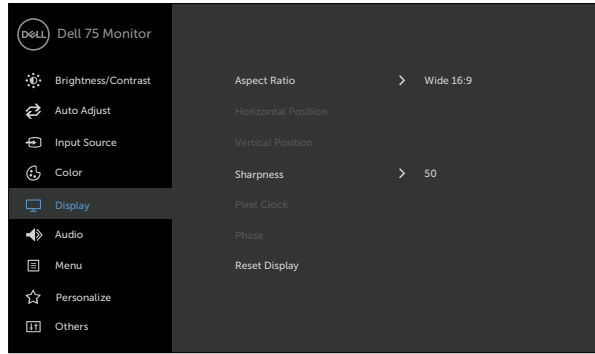 DELL Dell 75 Monitor
Brightness/Contrast
Auto Adjust
Input Source
Color
Display
Audio
Menu
Personalize
Others
Aspect Ratio > Wide 16:9
Horizontal Position
Vertical Position
Sharpness > 50
Pixel Clock
Phase
Reset Display